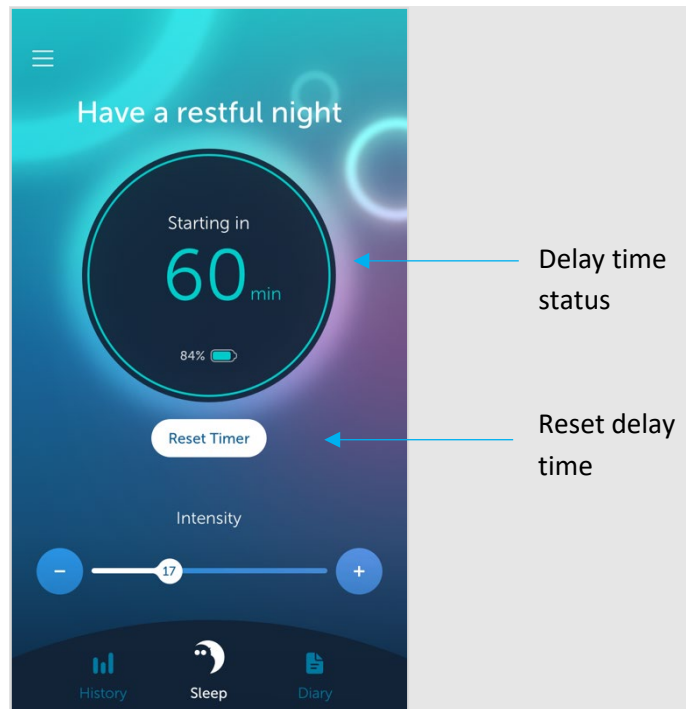 Have a restful night
Starting in
60 min
84%
Delay time
status
Reset Timer
Reset delay
time
Intensity
17
History
Sleep
Diary